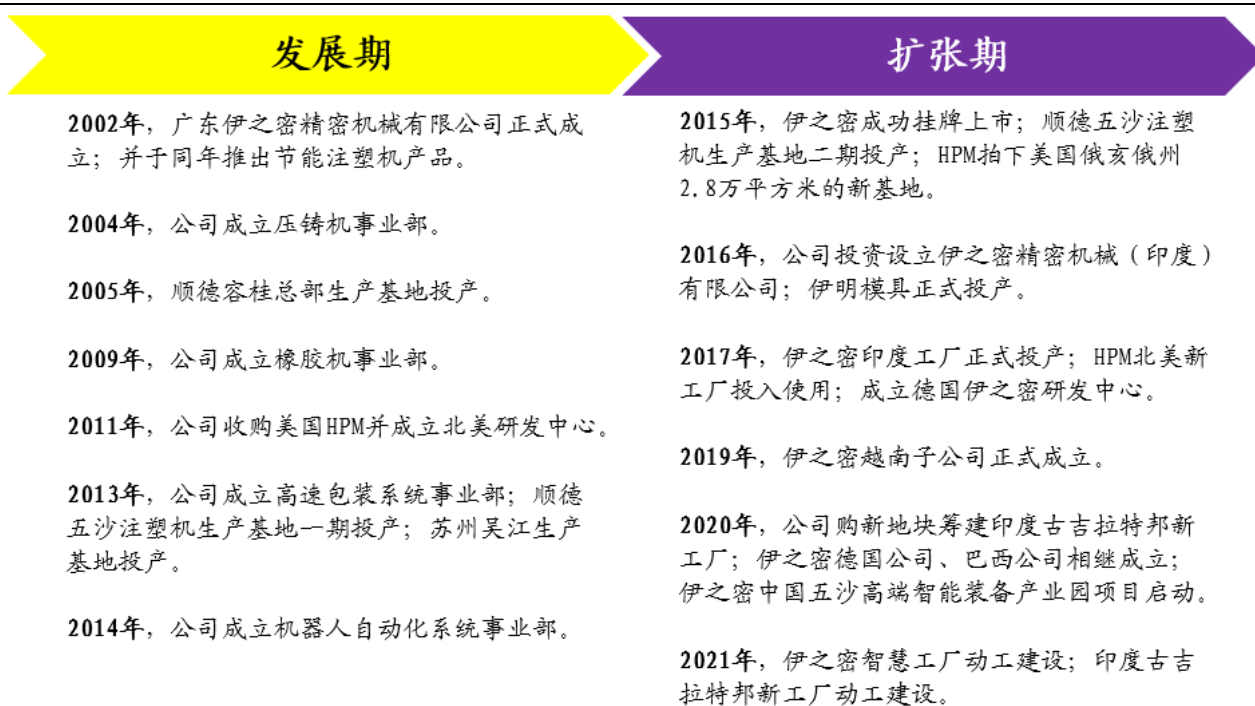 发展期
2002年，广东伊之密精密机械有限公司正式成
立；并于同年推出节能注塑机产品。
2004年，公司成立压铸机事业部。
2005年，顺德容桂总部生产基地投产。
2009年，公司成立橡胶机事业部。
2011年，公司收购美国HPM并成立北美研发中心。
2013年，公司成立高速包装系统事业部；顺德
五沙注塑机生产基地一期投产；苏州吴江生产
基地投产。
2014年，公司成立机器人自动化系统事业部。
扩张期
2015年，伊之密成功挂牌上市；顺德五沙注塑
机生产基地二期投产；HPM拍下美国俄亥俄州
2.8万平方米的新基地。
2016年，公司投资设立伊之密精密机械（印度）
有限公司；伊明模具正式投产。
2017年，伊之密印度工厂正式投产；HPM北美新
工厂投入使用；成立德国伊之密研发中心。
2019年，伊之密越南子公司正式成立。
2020年，公司购新地块筹建印度古吉拉特邦新
工厂；伊之密德国公司、巴西公司相继成立；
伊之密中国五沙高端智能装备产业园项目启动。
2021年，伊之密智慧工厂动工建设；印度古吉
拉特邦新工厂动工建设。